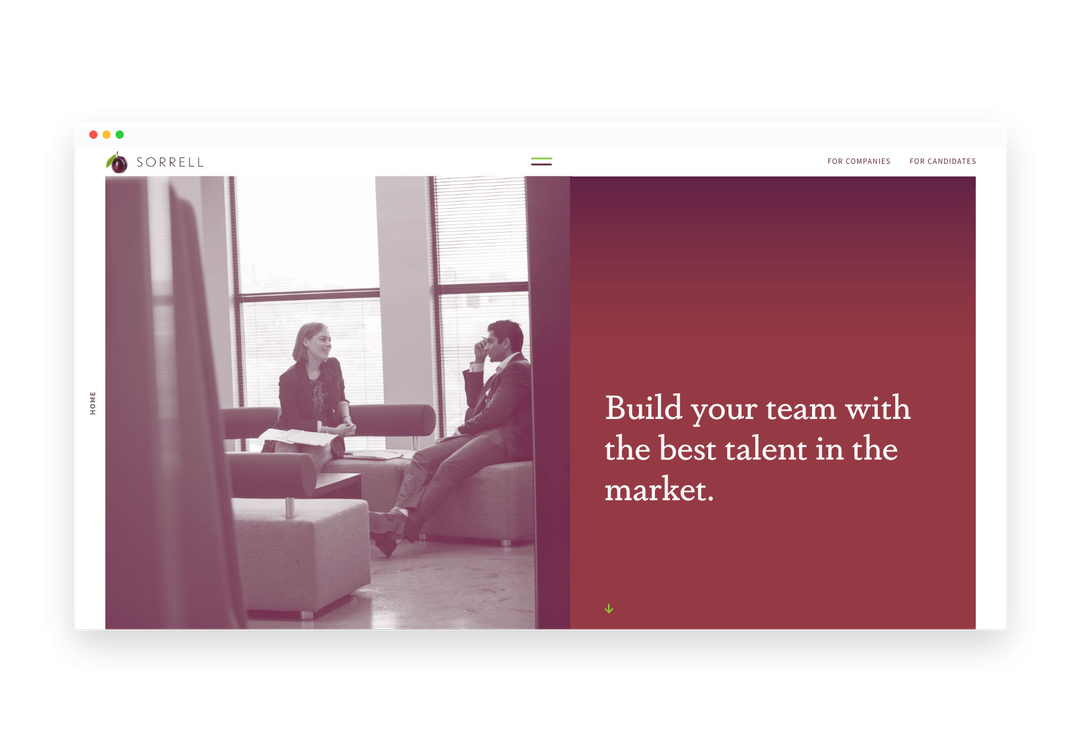 SORRELL
FOR COMPANIES
FOR CANDIDATES
HOME
Build your team with
the best talent in the
market.